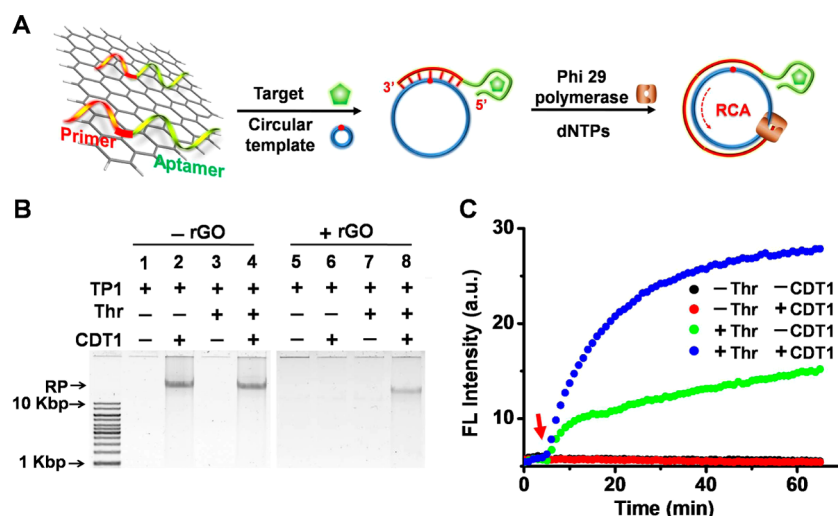 A
Primer
Aptamer
Target
Circular
template
3'
5'
Phi 29
polymerase
dNTPs
RCA
B
– rGO + rGO
1 2 3 4 5 6 7 8
TP1 + + + + + + + +
Thr – – + + – – + +
CDT1 – + – + – + – +
RP
10 Kbp
1 Kbp
C
30
20
10
FL Intensity (a.u.)
– Thr – CDT1
– Thr + CDT1
+ Thr – CDT1
+ Thr + CDT1
0 20 40 60
Time (min)